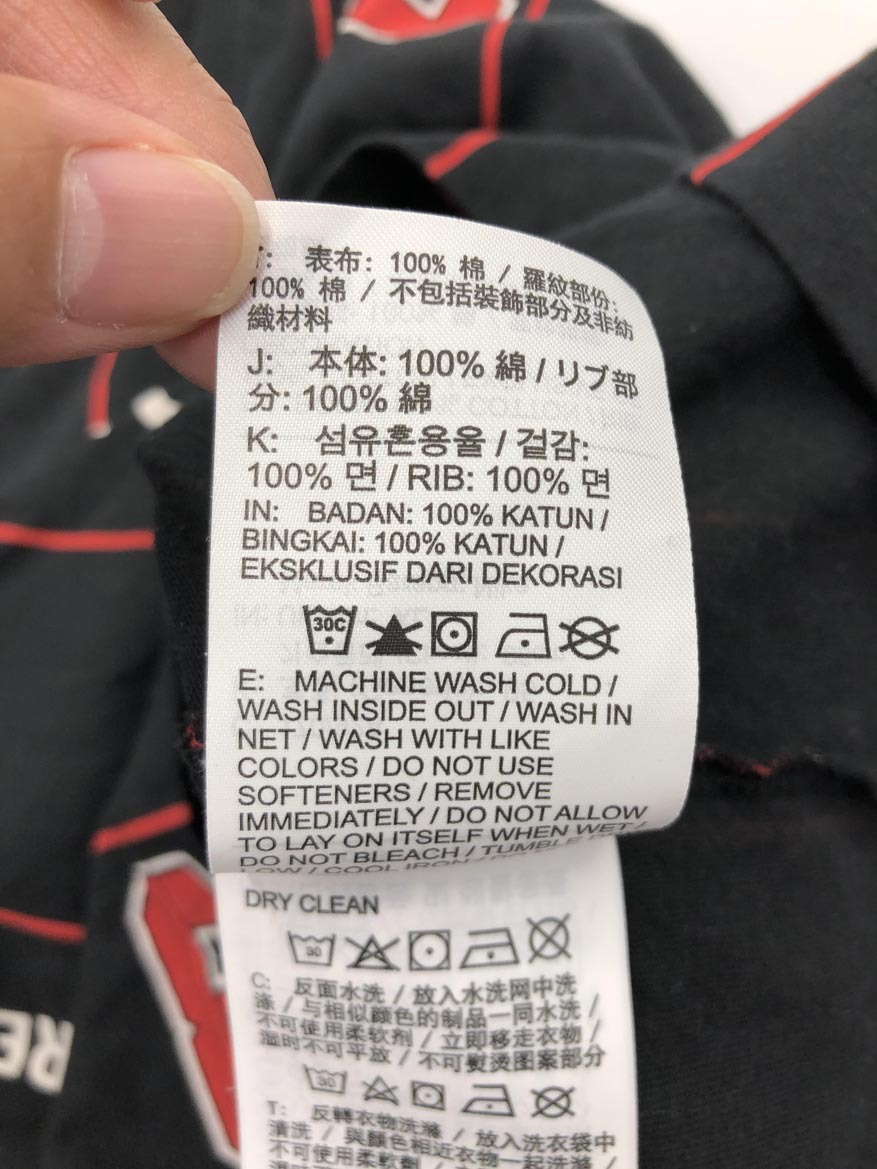 T: 表布: 100% 棉 / 羅紋部份:
100% 棉 / 不包括裝飾部分及非紡
織材料
J: 本体: 100% 綿 / リブ部
分: 100% 綿
K: 섬유혼용율 / 겉감:
100% 면 / RIB: 100% 면
IN: BADAN: 100% KATUN /
BINGKAI: 100% KATUN /
EKSKLUSIF DARI DEKORASI
30C
E: MACHINE WASH COLD /
WASH INSIDE OUT / WASH IN
NET / WASH WITH LIKE
COLORS / DO NOT USE
SOFTENERS / REMOVE
IMMEDIATELY / DO NOT ALLOW
TO LAY ON ITSELF WHEN WET /
DO NOT BLEACH / TUMBLE
LOW / COOL IRON /
DRY CLEAN
30
C: 反面水洗 / 放入水洗网中洗
涤 / 与相似颜色的制品一同水洗 /
不可使用柔软剂 / 立即移走衣物 /
湿时不可平放 / 不可熨烫图案部分
30
T: 反轉衣物洗滌 / 放入洗衣袋中
清洗 / 與顏色相近衣物一起洗滌 /
不可使用柔軟劑 /
RE